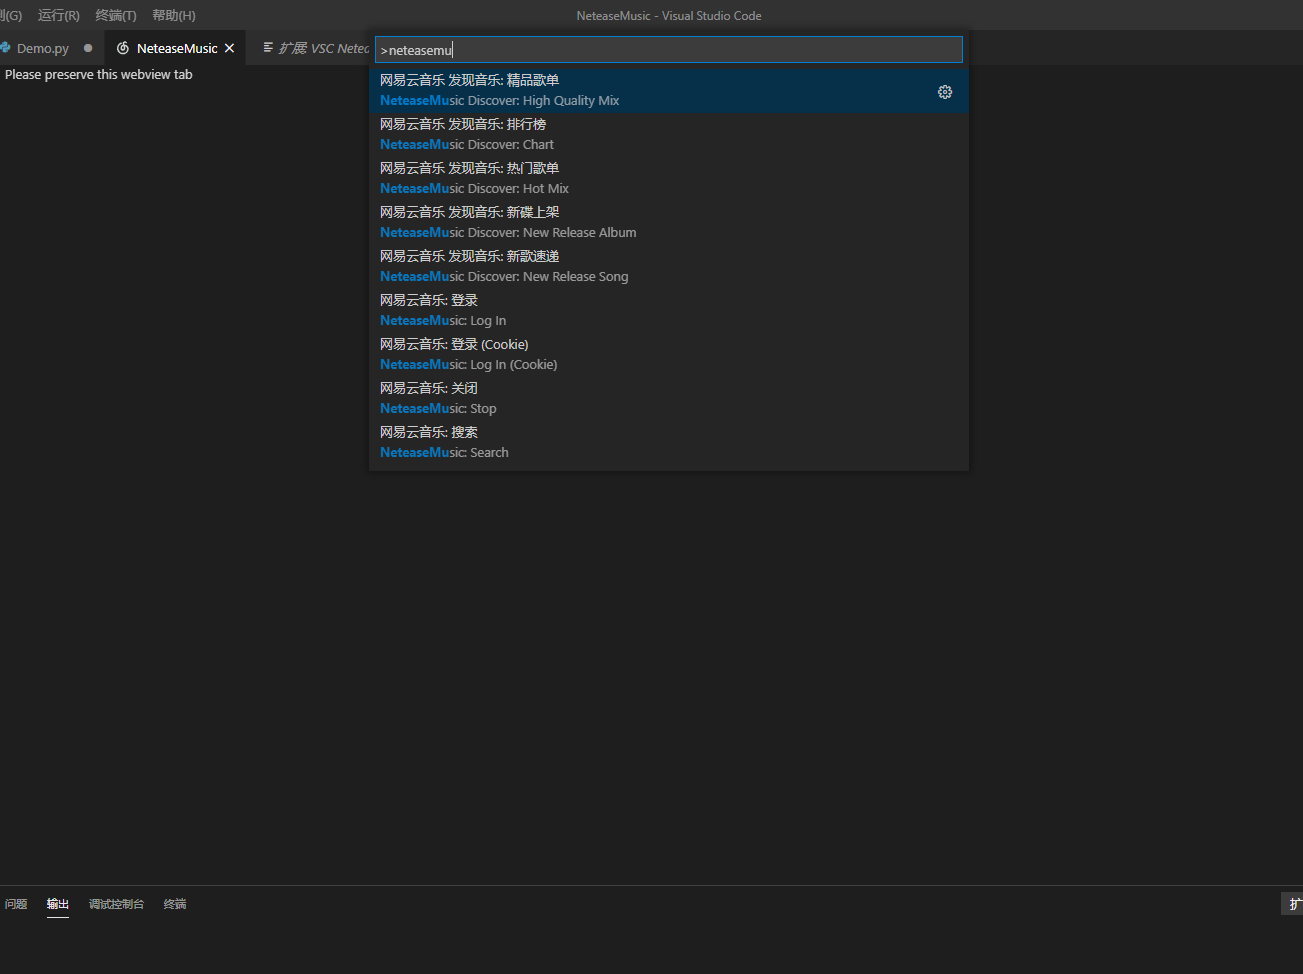 (G) 运行(R) 终端(T) 帮助(H) NeteaseMusic - Visual Studio Code
Demo.py NeteaseMusic 扩展: VSC Netea
>neteasemu
Please preserve this webview tab
网易云音乐 发现音乐: 精品歌单
NeteaseMusic Discover: High Quality Mix
网易云音乐 发现音乐: 排行榜
NeteaseMusic Discover: Chart
网易云音乐 发现音乐: 热门歌单
NeteaseMusic Discover: Hot Mix
网易云音乐 发现音乐: 新碟上架
NeteaseMusic Discover: New Release Album
网易云音乐 发现音乐: 新歌速递
NeteaseMusic Discover: New Release Song
网易云音乐: 登录
NeteaseMusic: Log In
网易云音乐: 登录 (Cookie)
NeteaseMusic: Log In (Cookie)
网易云音乐: 关闭
NeteaseMusic: Stop
网易云音乐: 搜索
NeteaseMusic: Search
问题 输出 调试控制台 终端 扩